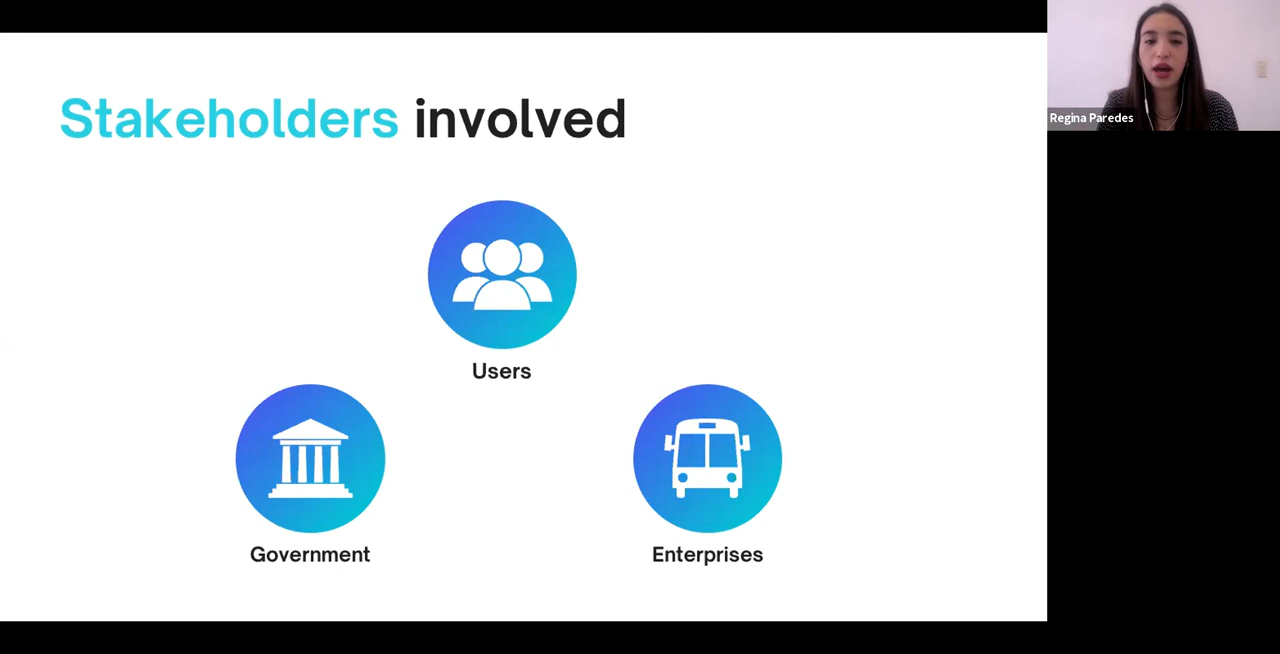 Stakeholders involved
Regina Paredes
Users
Government
Enterprises